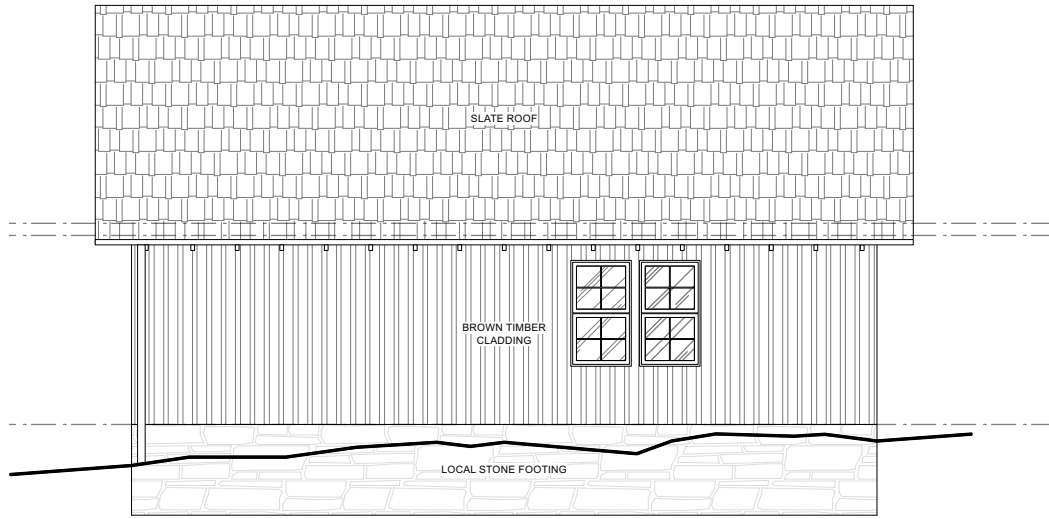 SLATE ROOF
BROWN TIMBER
CLADDING
LOCAL STONE FOOTING